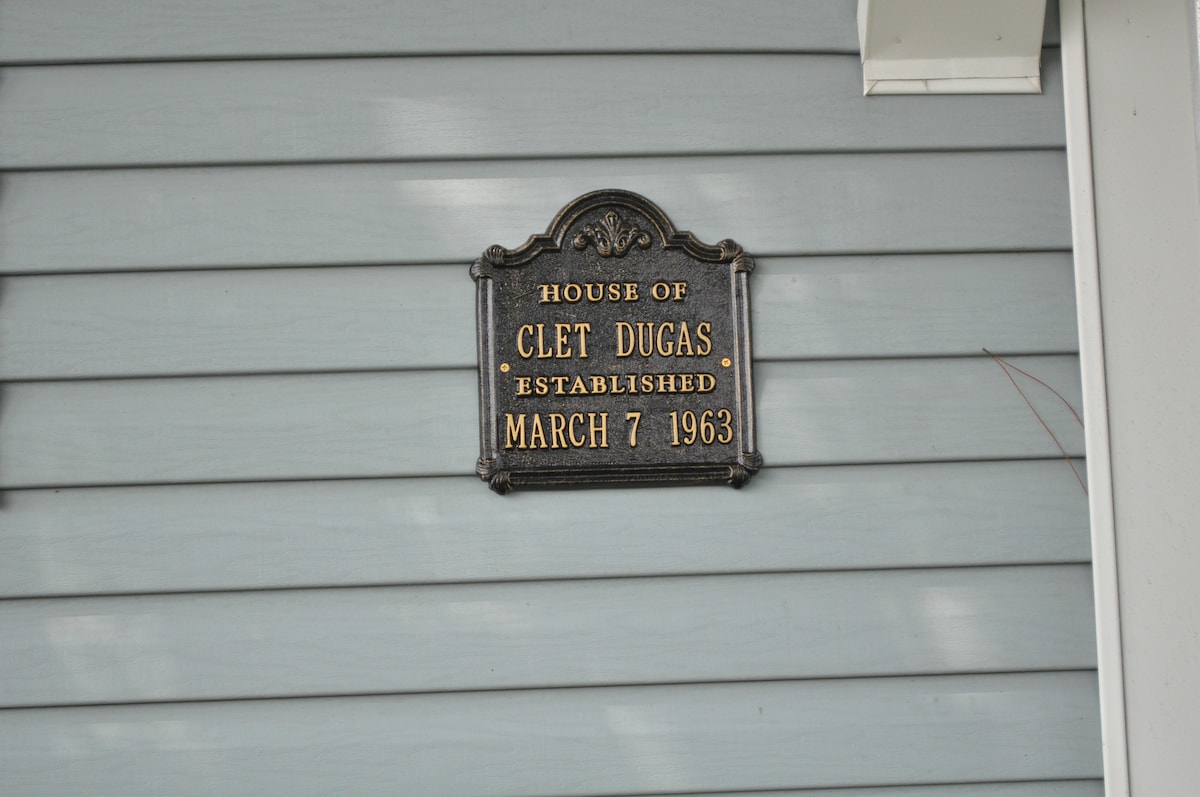 HOUSE OF
CLET DUGAS
ESTABLISHED
MARCH 7 1963